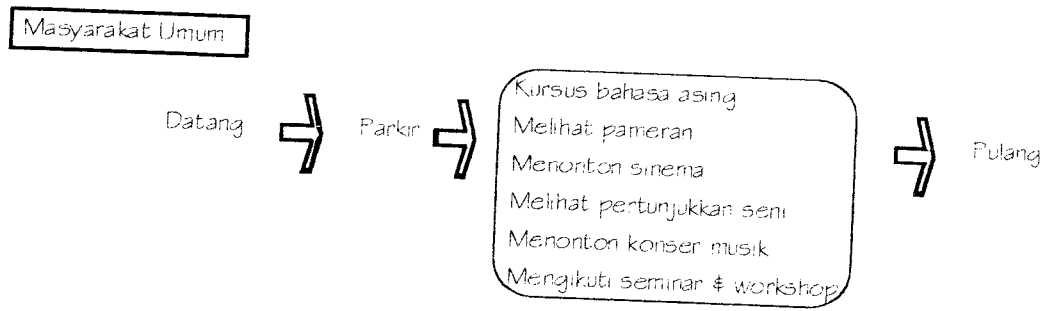 Masyarakat Umum
Datang
Parkir
Kursus bahasa asing
Melihat pameran
Menonton sinema
Melihat pertunjukkan seni
Menonton konser musik
Mengikuti seminar & workshop
Pulang